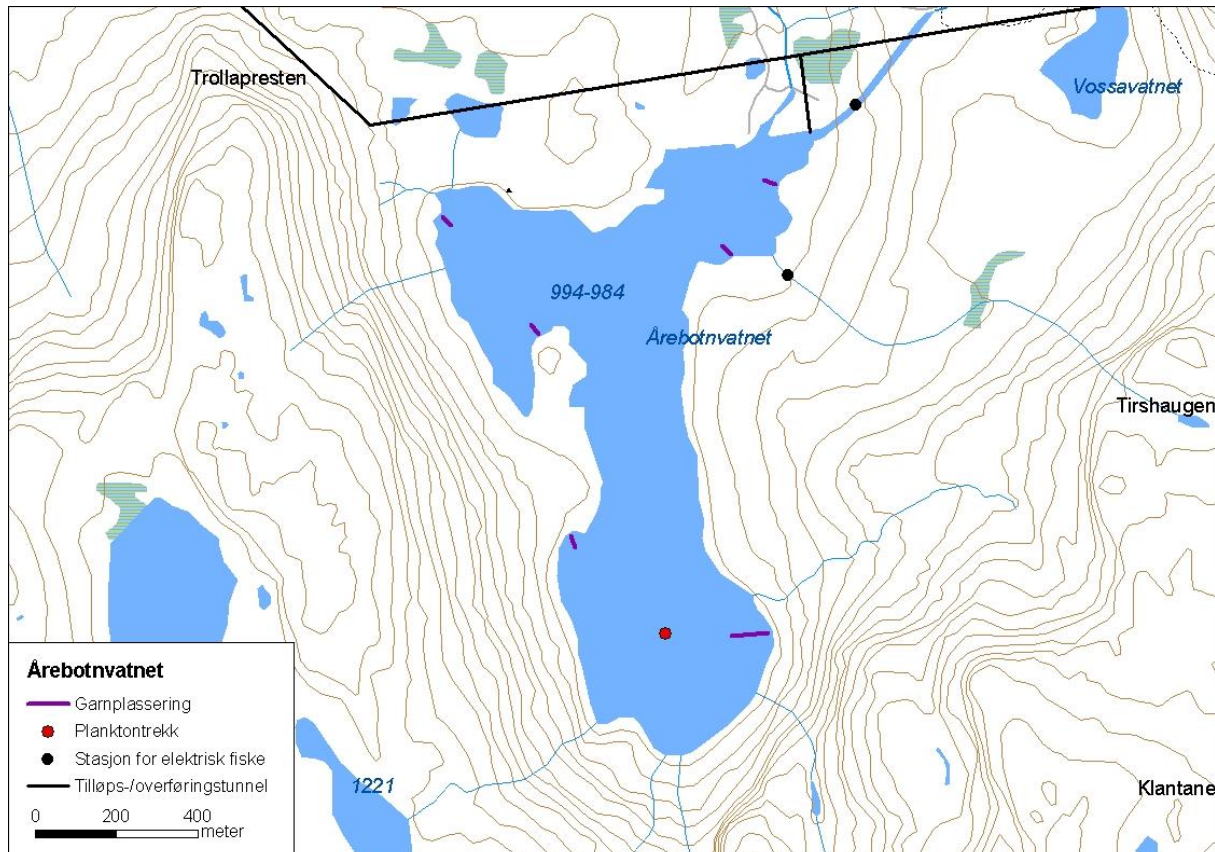 Trollapresten
Vossavatnet
994-984
Årebotnvatnet
Tirshaugen
1221
Klantane
Årebotnvatnet
Garnplassering
Planktontrekk
Stasjon for elektrisk fiske
Tilløps-/overføringstunnel
0 200 400
meter